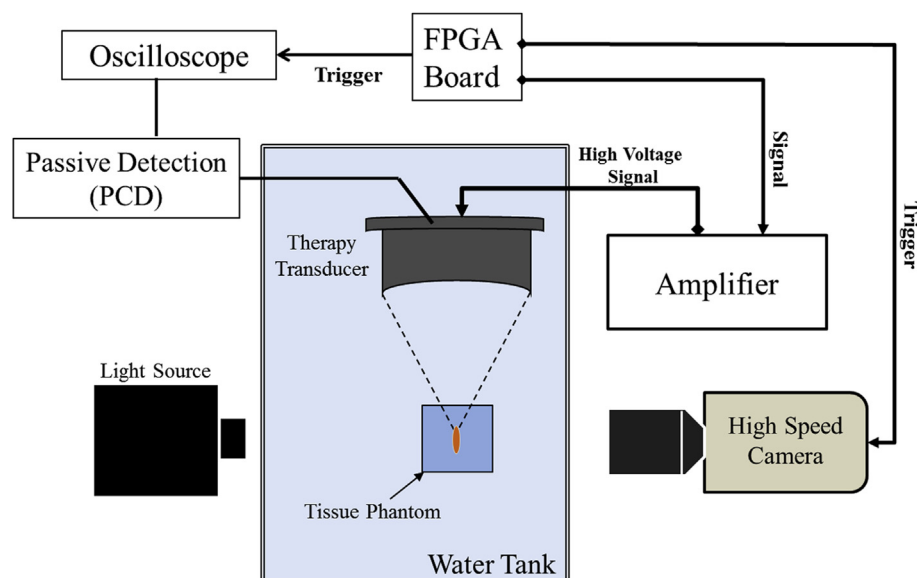 FPGA
Board
Oscilloscope
Trigger
Passive Detection
(PCD)
High Voltage
Signal
Signal
Trigger
Therapy
Transducer
Amplifier
Light Source
High Speed
Camera
Tissue Phantom
Water Tank